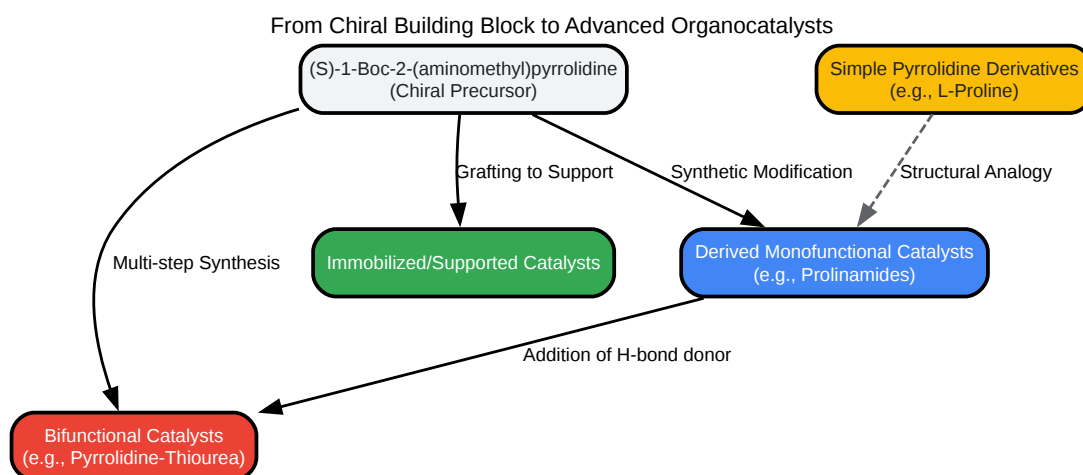 From Chiral Building Block to Advanced Organocatalysts
(S)-1-Boc-2-(aminomethyl)pyrrolidine
(Chiral Precursor)
Simple Pyrrolidine Derivatives
(e.g., L-Proline)
Grafting to Support
Synthetic Modification
Structural Analogy
Multi-step Synthesis
Immobilized/Supported Catalysts
Derived Monofunctional Catalysts
(e.g., Prolinamides)
Addition of H-bond donor
Bifunctional Catalysts
(e.g., Pyrrolidine-Thiourea)